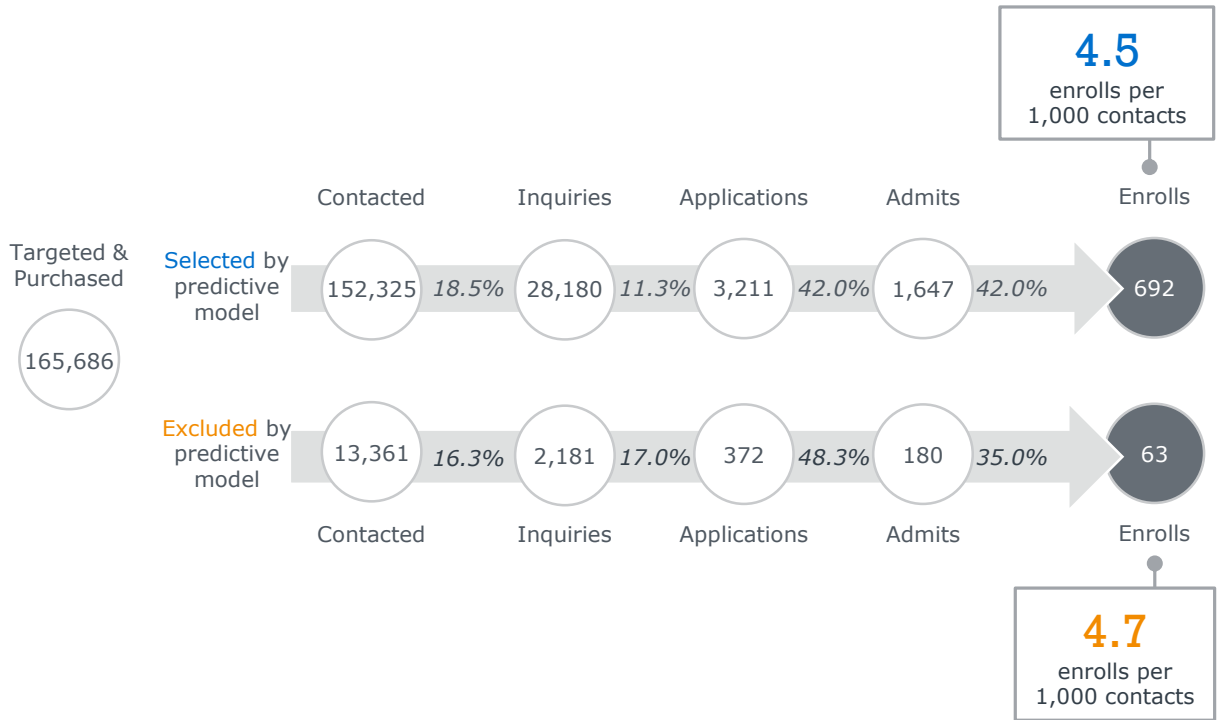 4.5
enrolls per
1,000 contacts
Contacted
Inquiries
Applications
Admits
Enrolls
Targeted &
Purchased
165,686
Selected by
predictive
model
152,325
18.5%
28,180
11.3%
3,211
42.0%
1,647
42.0%
692
Excluded by
predictive
model
13,361
16.3%
2,181
17.0%
372
48.3%
180
35.0%
63
Contacted
Inquiries
Applications
Admits
Enrolls
4.7
enrolls per
1,000 contacts